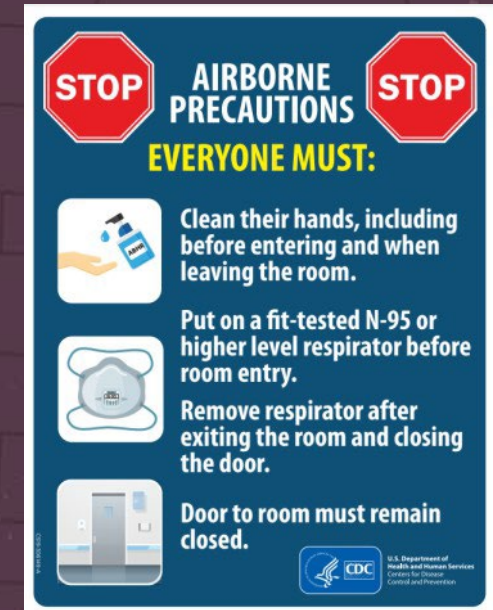 STOP
AIRBORNE
PRECAUTIONS
STOP
EVERYONE MUST:
Clean their hands, including
before entering and when
leaving the room.
Put on a fit-tested N-95 or
higher level respirator before
room entry.
Remove respirator after
exiting the room and closing
the door.
Door to room must remain
closed.
CDC
U.S. Department of
Health and Human Services
Centers for Disease
Control and Prevention